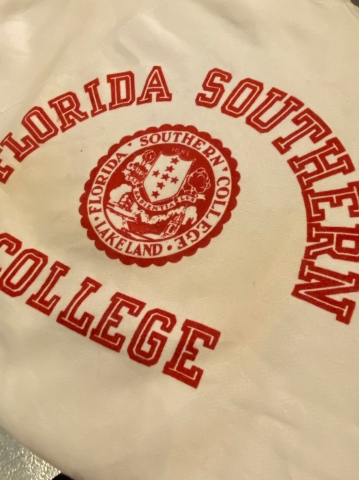 FLORIDA SOUTHERN
FLORIDA · SOUTHERN · COLLEGE
LAKELAND
COLLEGE